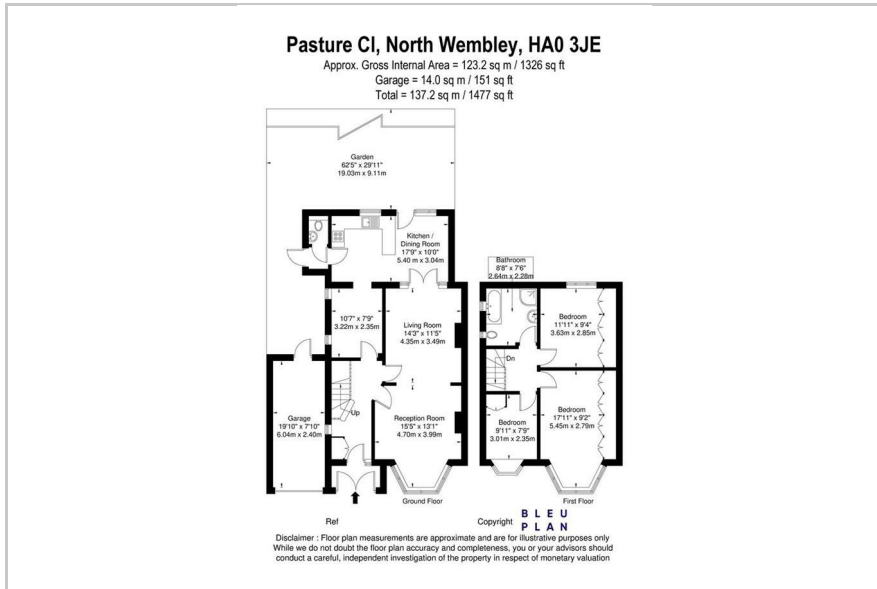 Pasture Cl, North Wembley, HA0 3JE
Approx. Gross Internal Area = 123.2 sq m / 1326 sq ft
Garage = 14.0 sq m / 151 sq ft
Total = 137.2 sq m / 1477 sq ft
Garden
62'5" x 29'11"
19.03m x 9.11m
Kitchen /
Dining Room
17'9" x 10'0"
5.40 m x 3.04m
Bathroom
8'8" x 7'6"
2.64m x 2.28m
10'7" x 7'9"
3.22m x 2.35m
Living Room
14'3" x 11'5"
4.35m x 3.49m
Bedroom
11'11" x 9'4"
3.63m x 2.85m
Dn
Garage
19'10" x 7'10"
6.04m x 2.40m
Up
Reception Room
15'5" x 13'1"
4.70m x 3.99m
Bedroom
9'11" x 7'9"
3.01m x 2.35m
Bedroom
17'11" x 9'2"
5.45m x 2.79m
Ground Floor
First Floor
Ref
Copyright
BLEU
PLAN
Disclaimer : Floor plan measurements are approximate and are for illustrative purposes only
While we do not doubt the floor plan accuracy and completeness, you or your advisors should
conduct a careful, independent investigation of the property in respect of monetary valuation